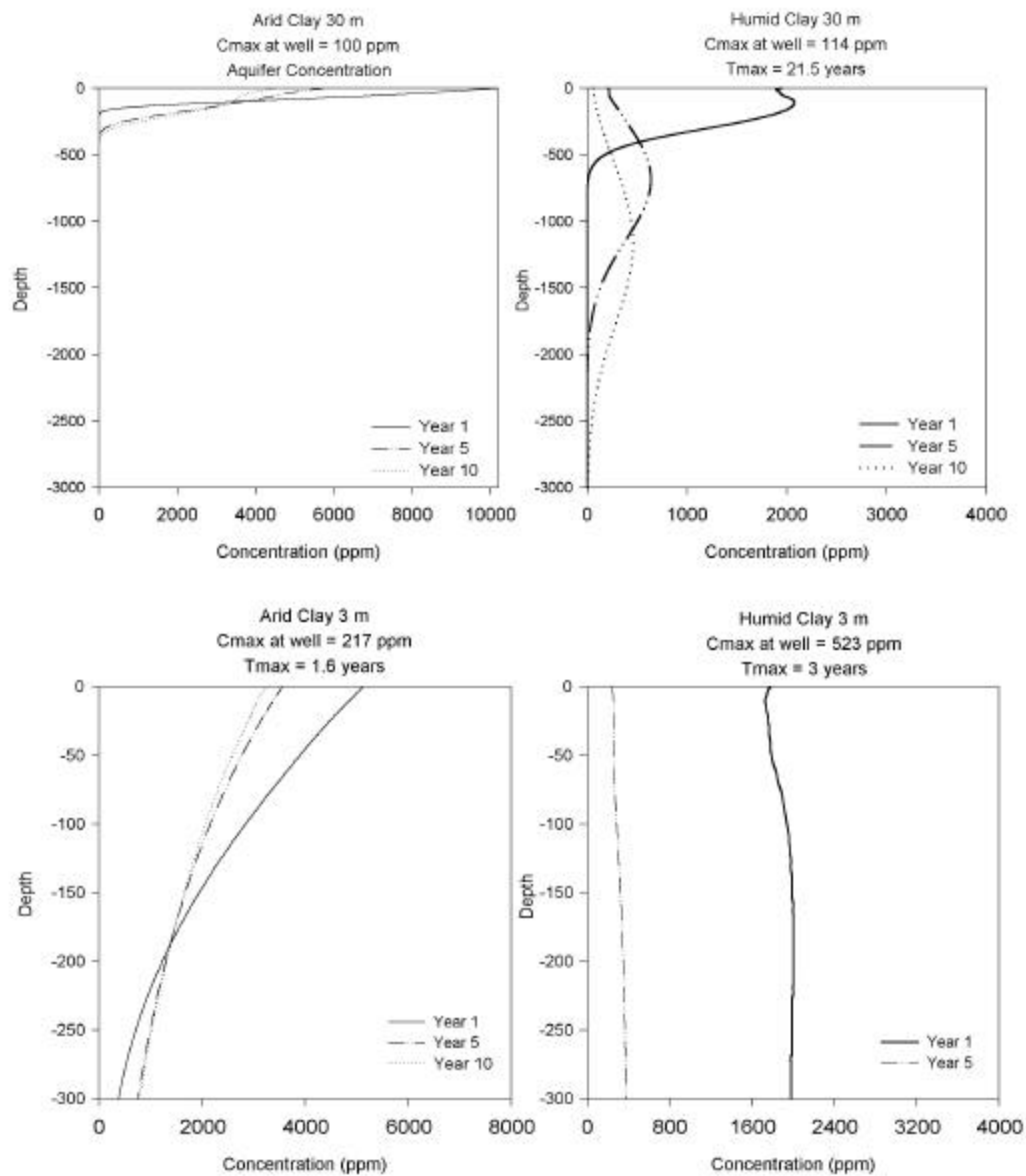 Arid Clay 30 m
Cmax at well = 100 ppm
Aquifer Concentration
0
-500
-1000
-1500
-2000
-2500
-3000
Depth
Year 1
Year 5
Year 10
0 2000 4000 6000 8000 10000
Concentration (ppm)
Humid Clay 30 m
Cmax at well = 114 ppm
Tmax = 21.5 years
0
-500
-1000
-1500
-2000
-2500
-3000
Depth
Year 1
Year 5
Year 10
0 1000 2000 3000 4000
Concentration (ppm)
Arid Clay 3 m
Cmax at well = 217 ppm
Tmax = 1.6 years
0
-50
-100
-150
-200
-250
-300
Depth
Year 1
Year 5
Year 10
0 2000 4000 6000 8000
Concentration (ppm)
Humid Clay 3 m
Cmax at well = 523 ppm
Tmax = 3 years
0
-50
-100
-150
-200
-250
-300
Depth
Year 1
Year 5
0 800 1600 2400 3200 4000
Concentration (ppm)